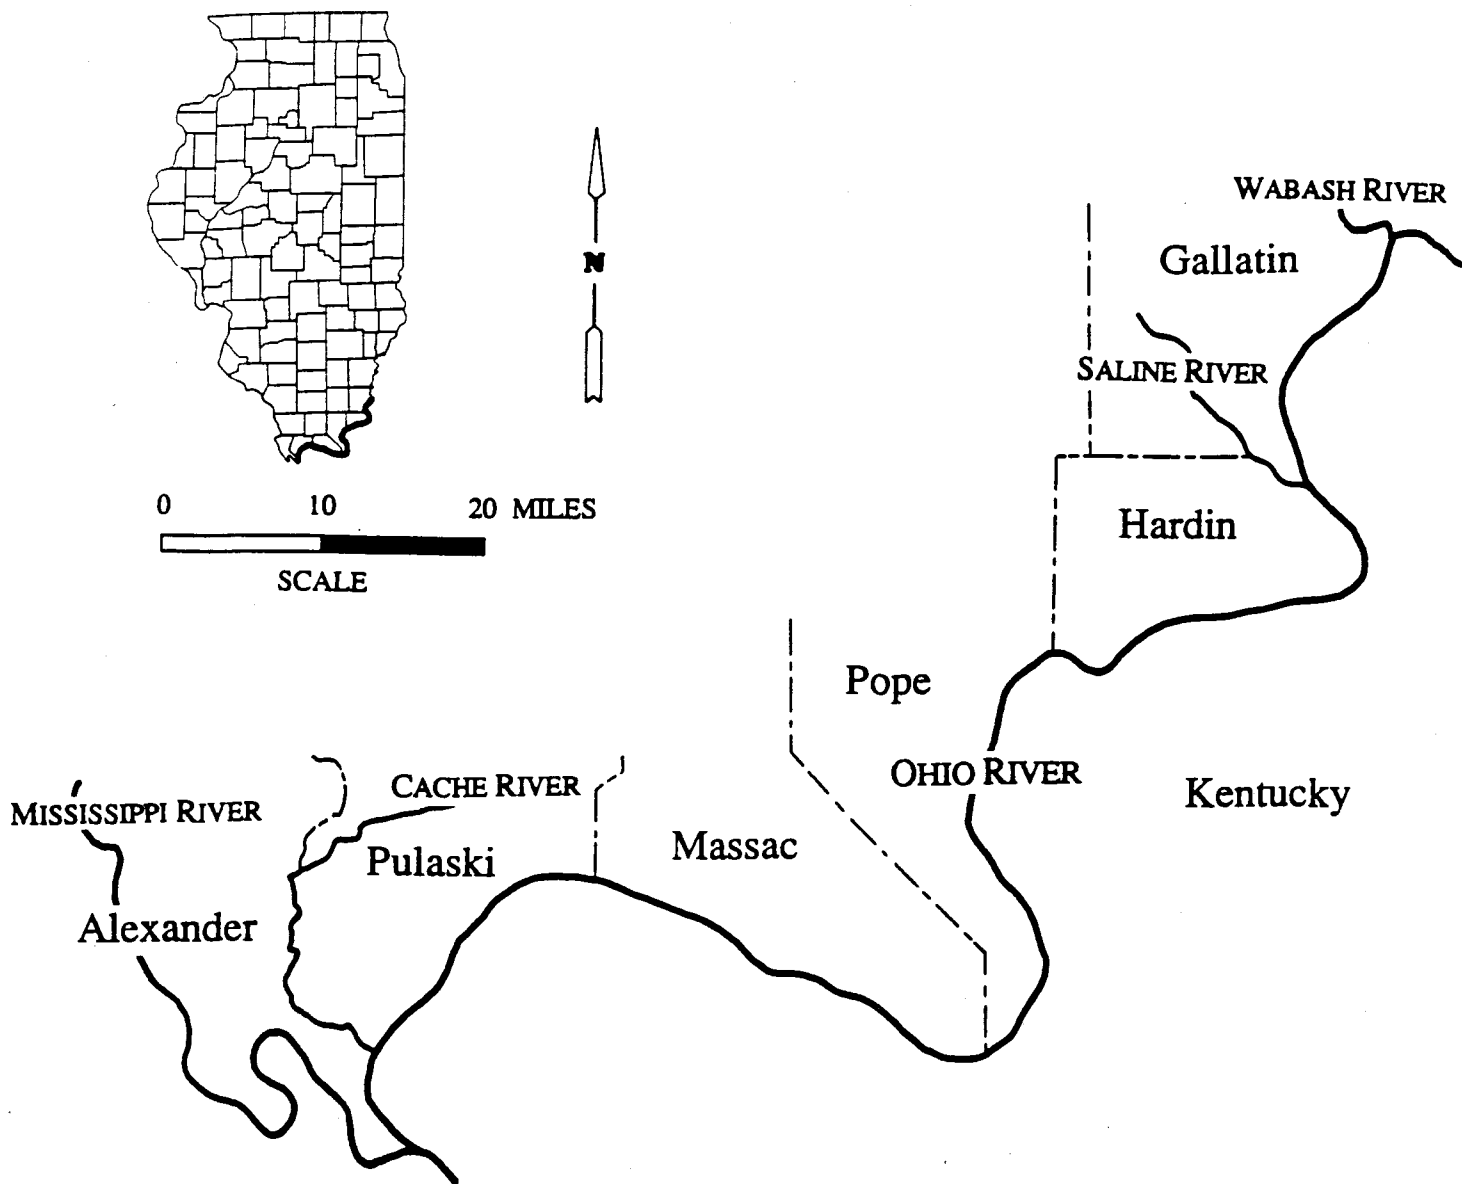 WABASH RIVER
Gallatin
N
SALINE RIVER
0 10 20 MILES
SCALE
Hardin
Pope
OHIO RIVER
Kentucky
CACHE RIVER
MISSISSIPPI RIVER
Massac
Pulaski
Alexander